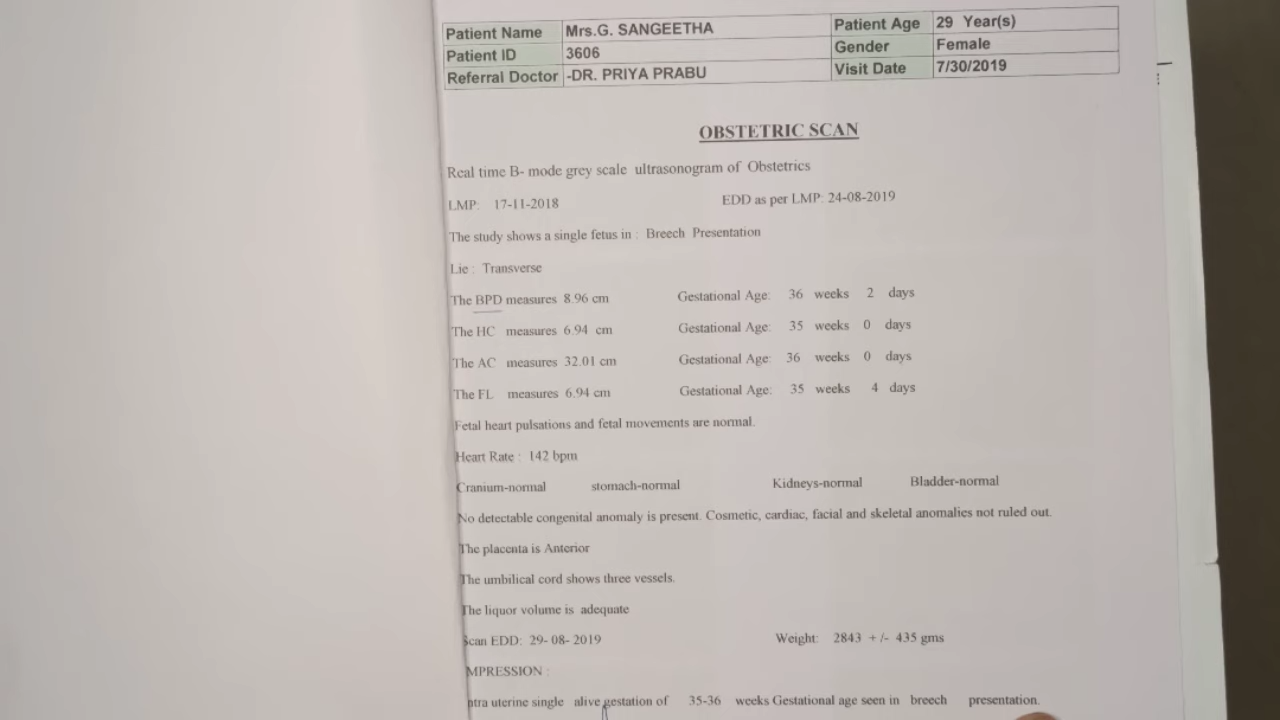 Patient Name Mrs.G. SANGEETHA Patient Age 29 Year(s)
Patient ID 3606 Gender Female
Referral Doctor -DR. PRIYA PRABU Visit Date 7/30/2019
OBSTETRIC SCAN
Real time B- mode grey scale ultrasonogram of Obstetrics
LMP: 17-11-2018 EDD as per LMP: 24-08-2019
The study shows a single fetus in : Breech Presentation
Lie : Transverse
The BPD measures 8.96 cm Gestational Age: 36 weeks 2 days
The HC measures 6.94 cm Gestational Age: 35 weeks 0 days
The AC measures 32.01 cm Gestational Age: 36 weeks 0 days
The FL measures 6.94 cm Gestational Age: 35 weeks 4 days
Fetal heart pulsations and fetal movements are normal.
Heart Rate : 142 bpm
Cranium-normal stomach-normal Kidneys-normal Bladder-normal
No detectable congenital anomaly is present. Cosmetic, cardiac, facial and skeletal anomalies not ruled out.
The placenta is Anterior
The umbilical cord shows three vessels.
The liquor volume is adequate
Scan EDD: 29- 08- 2019 Weight: 2843 +/- 435 gms
MPRESSION :
ntra uterine single alive gestation of 35-36 weeks Gestational age seen in breech presentation.